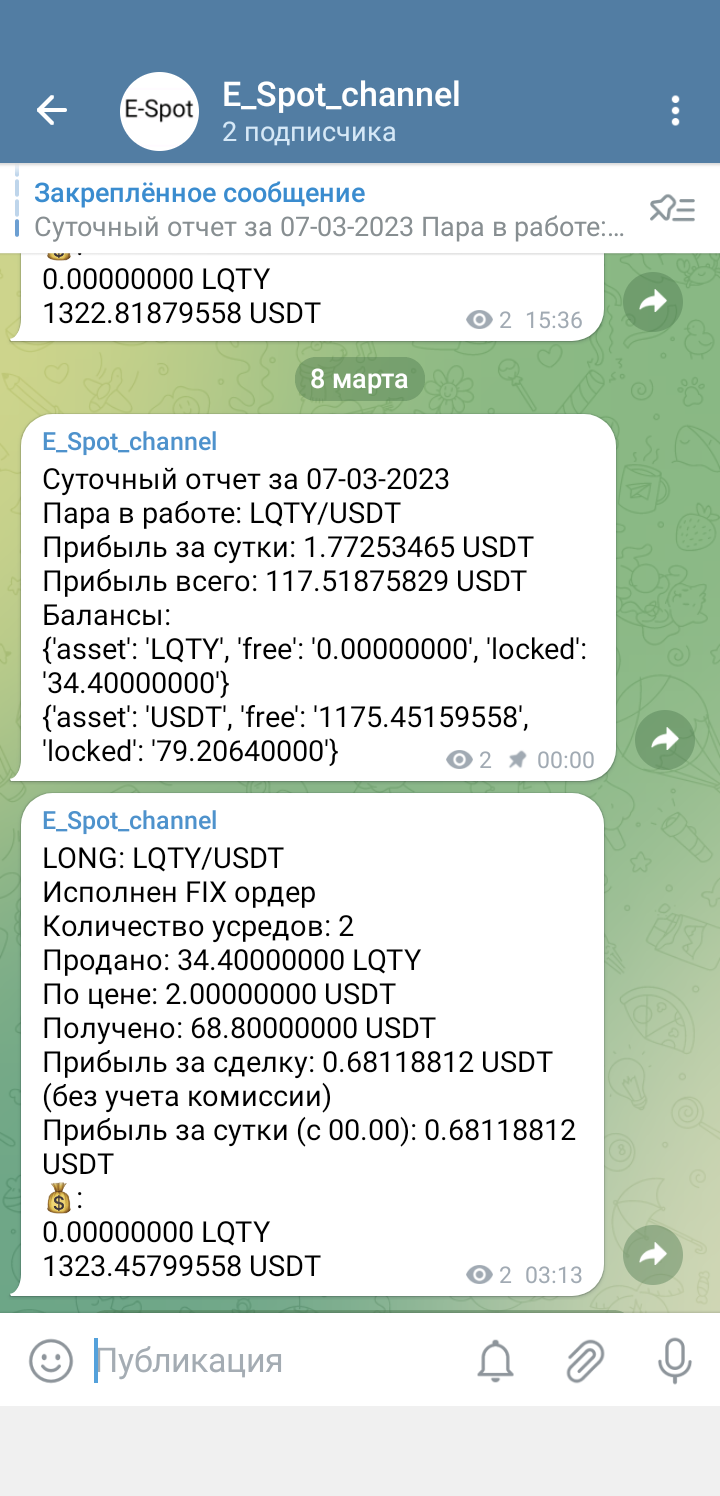 E-Spot
E_Spot_channel
2 подписчика
Закреплённое сообщение
Суточный отчет за 07-03-2023 Пара в работе:...
💰:
0.00000000 LQTY
1322.81879558 USDT
2 15:36
8 марта
E_Spot_channel
Суточный отчет за 07-03-2023
Пара в работе: LQTY/USDT
Прибыль за сутки: 1.77253465 USDT
Прибыль всего: 117.51875829 USDT
Балансы:
{'asset': 'LQTY', 'free': '0.00000000', 'locked':
'34.40000000'}
{'asset': 'USDT', 'free': '1175.45159558',
'locked': '79.20640000'}
2 00:00
E_Spot_channel
LONG: LQTY/USDT
Исполнен FIX ордер
Количество усредов: 2
Продано: 34.40000000 LQTY
По цене: 2.00000000 USDT
Получено: 68.80000000 USDT
Прибыль за сделку: 0.68118812 USDT
(без учета комиссии)
Прибыль за сутки (с 00.00): 0.68118812
USDT
💰:
0.00000000 LQTY
1323.45799558 USDT
2 03:13
Публикация